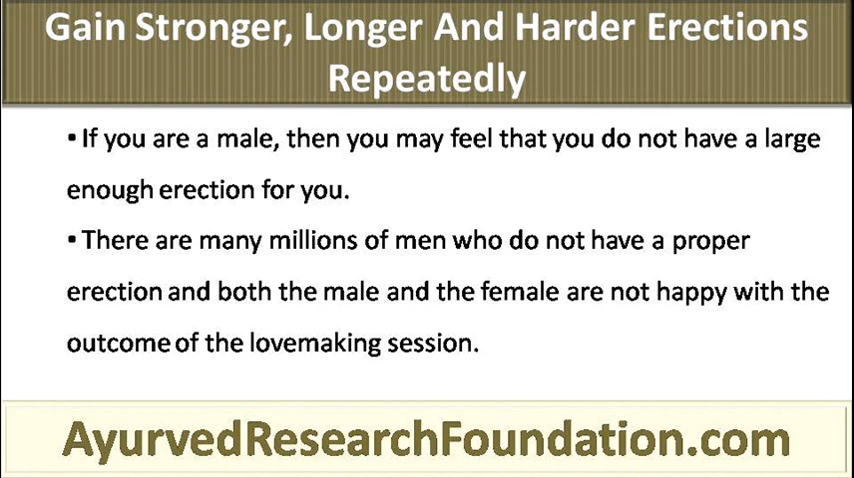 Gain Stronger, Longer And Harder Erections
Repeatedly
▪ If you are a male, then you may feel that you do not have a large
enough erection for you.
▪ There are many millions of men who do not have a proper
erection and both the male and the female are not happy with the
outcome of the lovemaking session.
AyurvedResearchFoundation.com